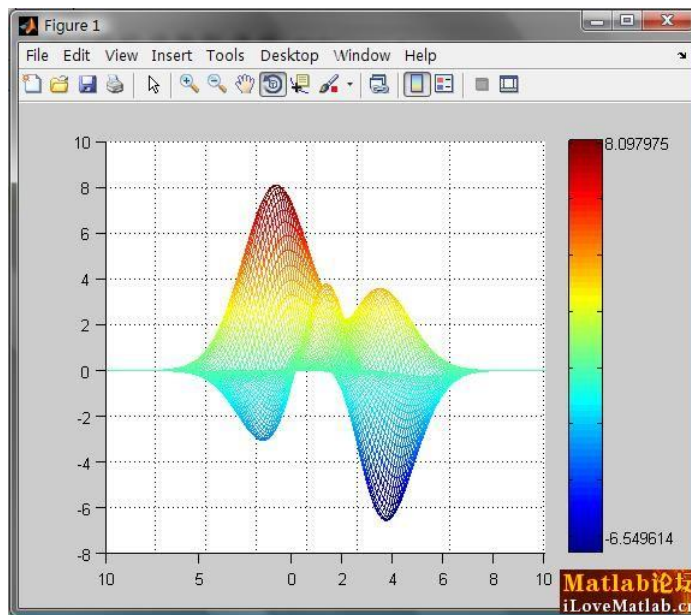 Figure 1
File Edit View Insert Tools Desktop Window Help
10
8
6
4
2
0
-2
-4
-6
-8
10 5 0 2 4 6 8 10
8.097975
-6.549614
Matlab论坛
iLoveMatlab.c